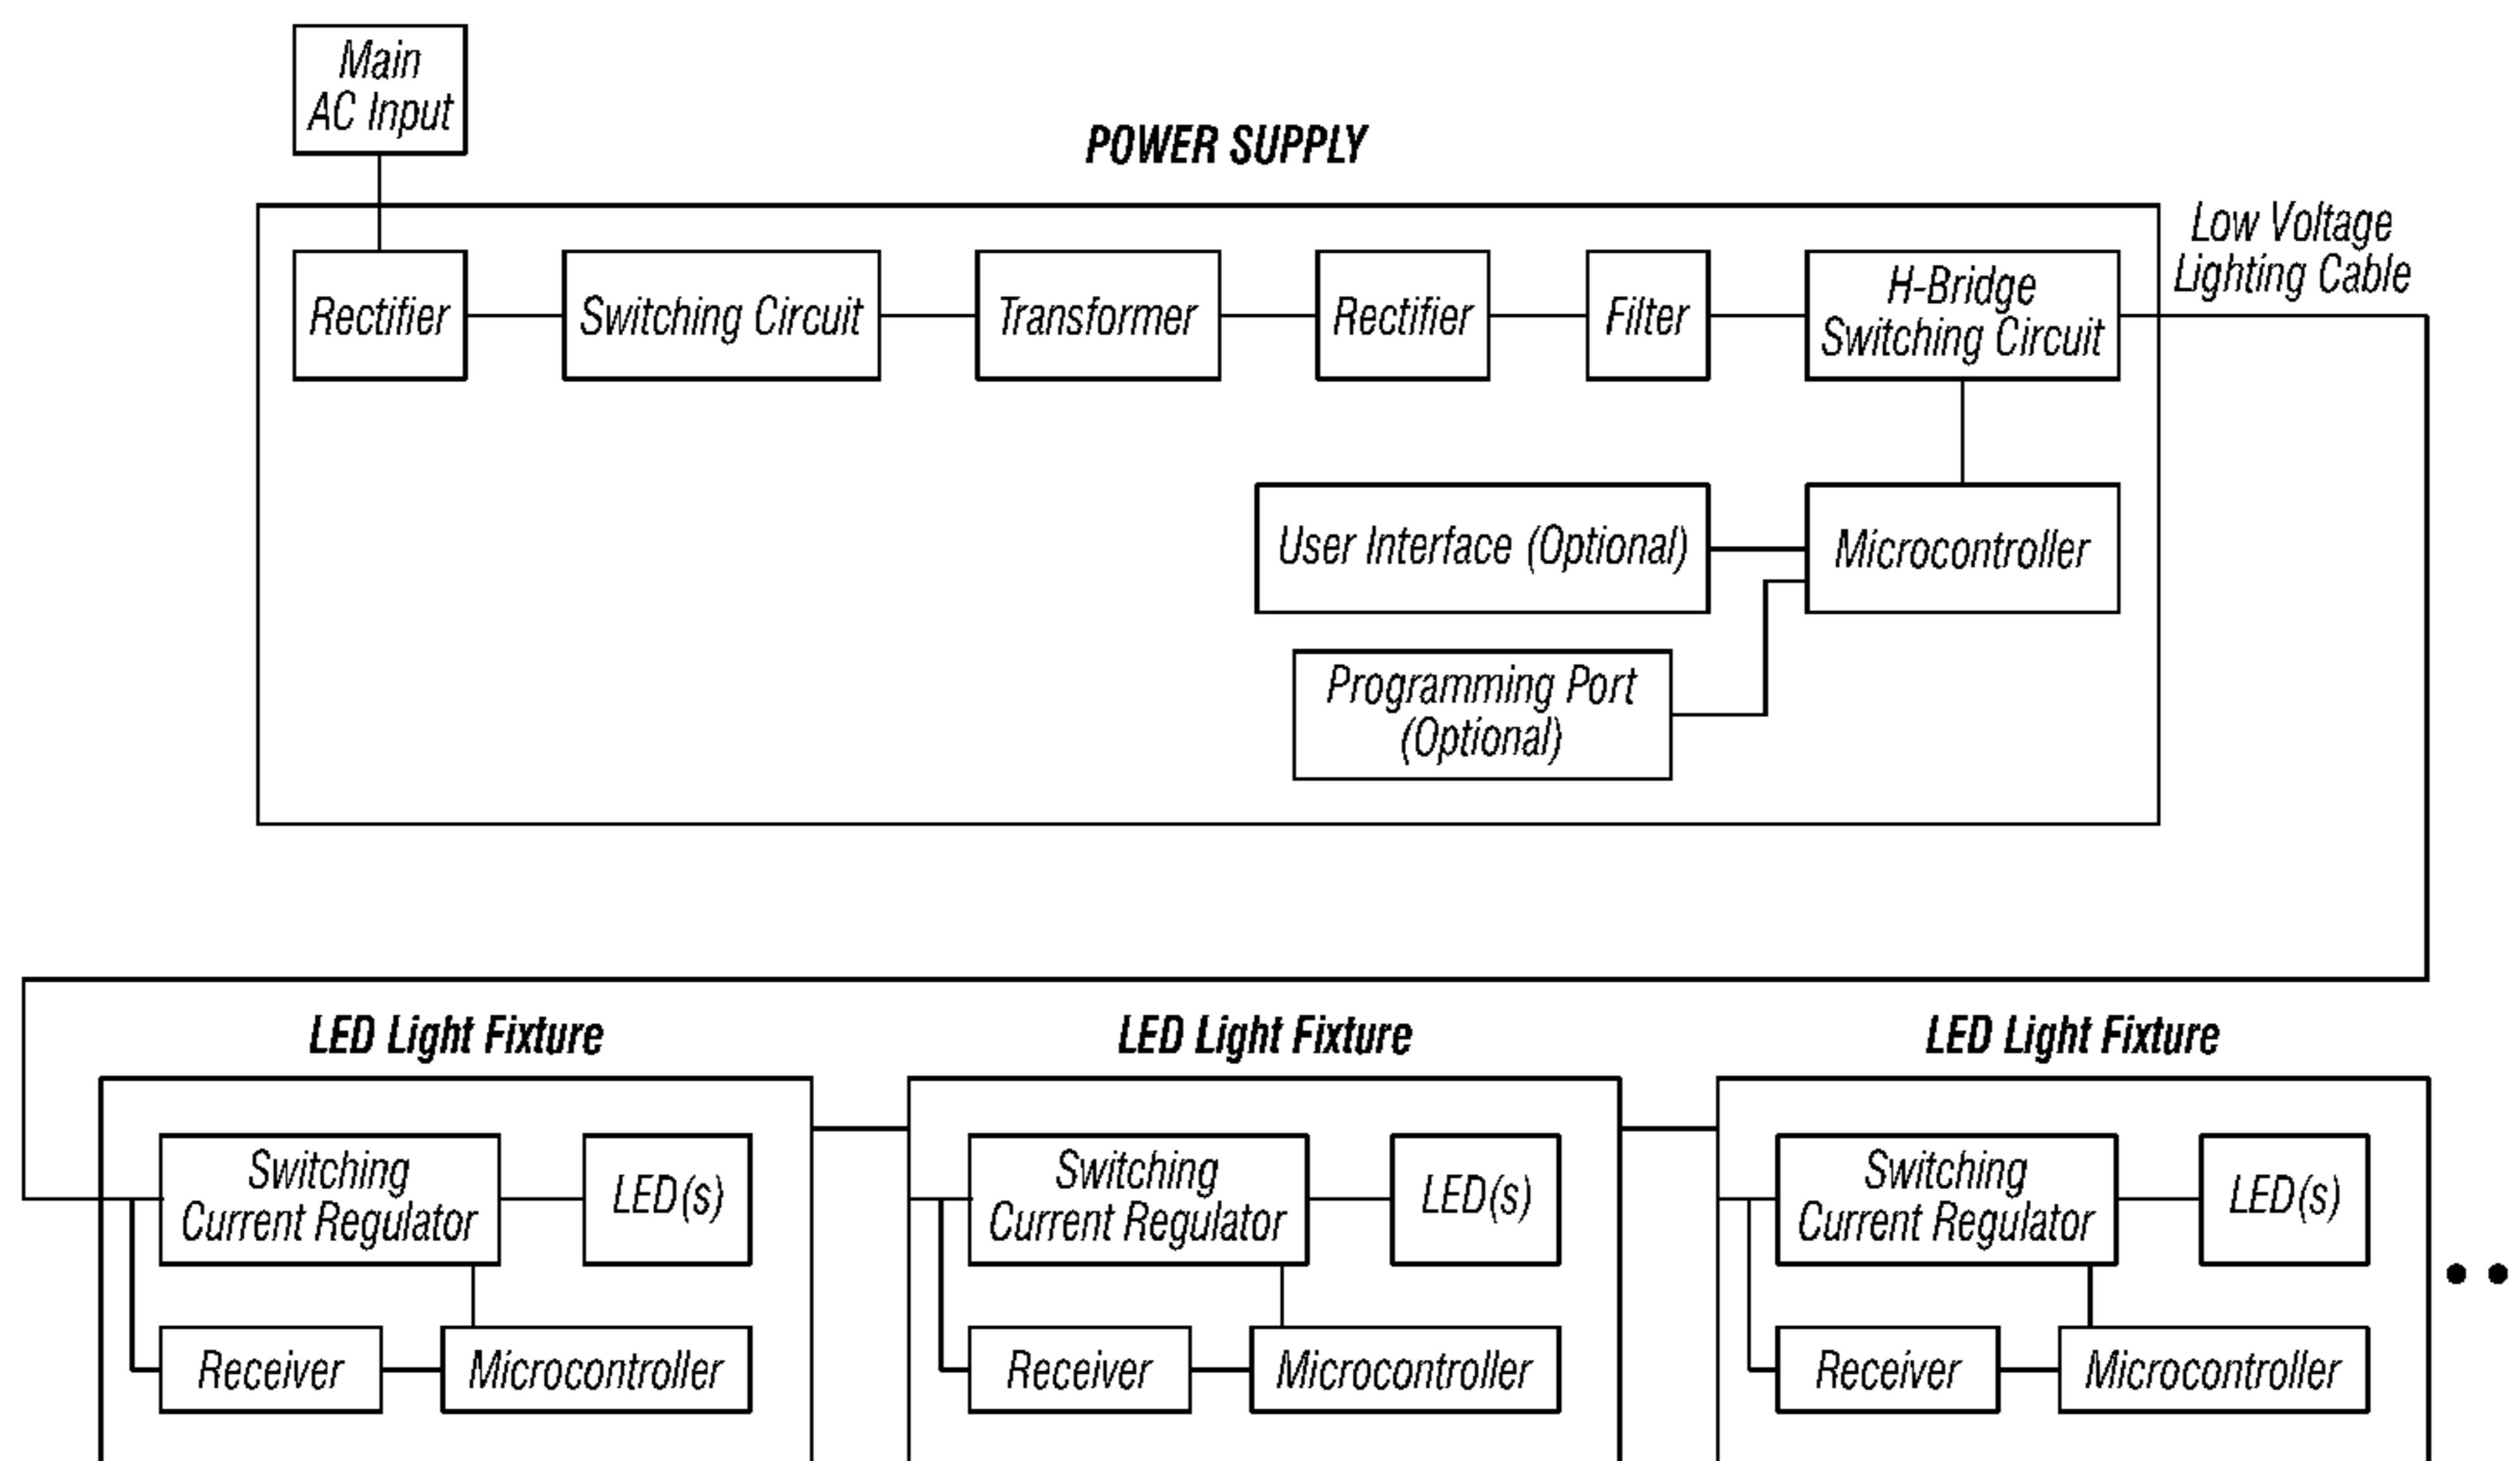 Main
AC Input
POWER SUPPLY
Low Voltage
Lighting Cable
Rectifier
Switching Circuit
Transformer
Rectifier
Filter
H-Bridge
Switching Circuit
User Interface (Optional)
Microcontroller
Programming Port
(Optional)
LED Light Fixture
LED Light Fixture
LED Light Fixture
Switching
Current Regulator
LED(s)
Switching
Current Regulator
LED(s)
Switching
Current Regulator
LED(s)
Receiver
Microcontroller
Receiver
Microcontroller
Receiver
Microcontroller